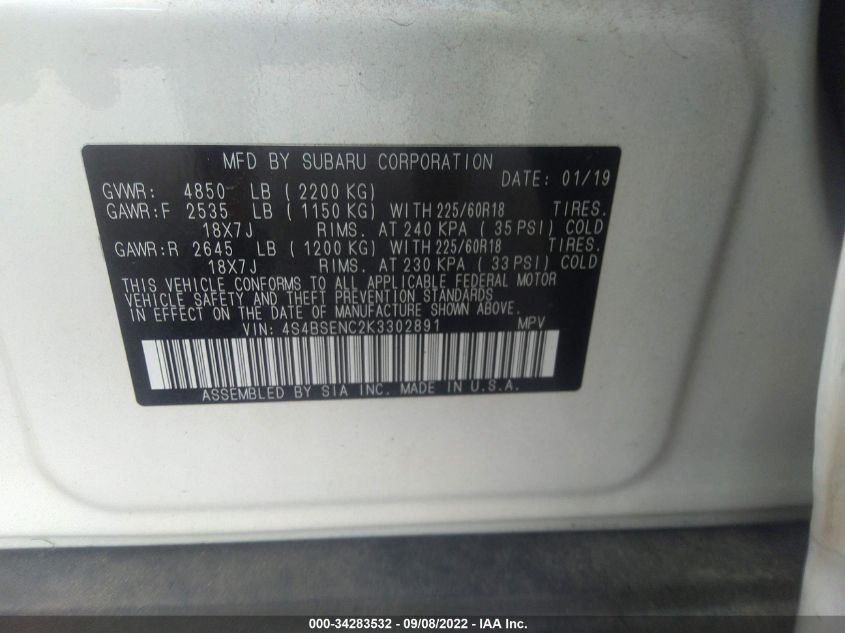 MFD BY SUBARU CORPORATION
DATE: 01/19
GVWR: 4850 LB (2200 KG)
GAWR:F 2535 LB (1150 KG) WITH 225/60R18 TIRES.
18X7J RIMS. AT 240 KPA (35 PSI) COLD
GAWR:R 2645 LB (1200 KG) WITH 225/60R18 TIRES.
18X7J RIMS. AT 230 KPA (33 PSI) COLD
THIS VEHICLE CONFORMS TO ALL APPLICABLE FEDERAL MOTOR
VEHICLE SAFETY AND THEFT PREVENTION STANDARDS
IN EFFECT ON THE DATE OF MANUFACTURE SHOWN ABOVE.
VIN: 4S4BSENC2K3302891 MPV
ASSEMBLED BY SIA INC. MADE IN U.S.A.
000-34283532 - 09/08/2022 - IAA Inc.